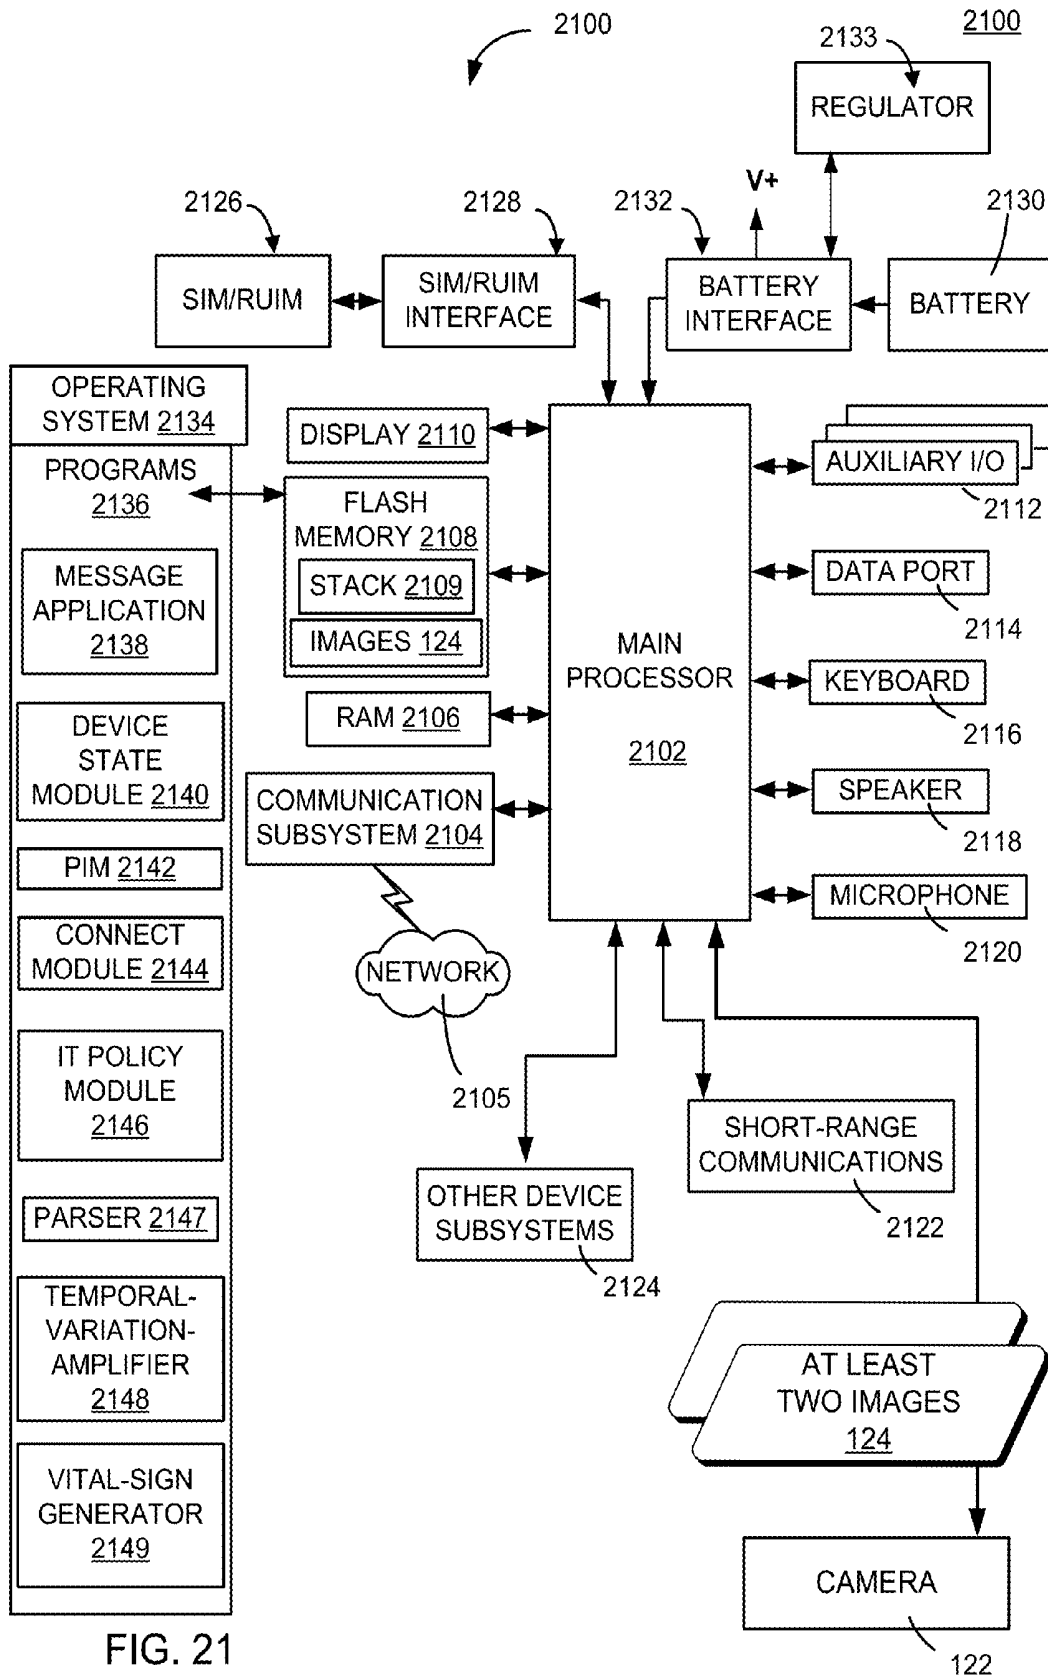 2100
2100
2133
REGULATOR
V+
2126
2128
2132
2130
SIM/RUIM
SIM/RUIM
INTERFACE
BATTERY
INTERFACE
BATTERY
OPERATING
SYSTEM 2134
PROGRAMS
2136
MESSAGE
APPLICATION
2138
DEVICE
STATE
MODULE 2140
PIM 2142
CONNECT
MODULE 2144
IT POLICY
MODULE
2146
PARSER 2147
TEMPORAL-
VARIATION-
AMPLIFIER
2148
VITAL-SIGN
GENERATOR
2149
DISPLAY 2110
FLASH
MEMORY 2108
STACK 2109
IMAGES 124
RAM 2106
COMMUNICATION
SUBSYSTEM 2104
NETWORK
2105
MAIN
PROCESSOR
2102
AUXILIARY I/O
2112
DATA PORT
2114
KEYBOARD
2116
SPEAKER
2118
MICROPHONE
2120
SHORT-RANGE
COMMUNICATIONS
2122
OTHER DEVICE
SUBSYSTEMS
2124
AT LEAST
TWO IMAGES
124
CAMERA
122
FIG. 21